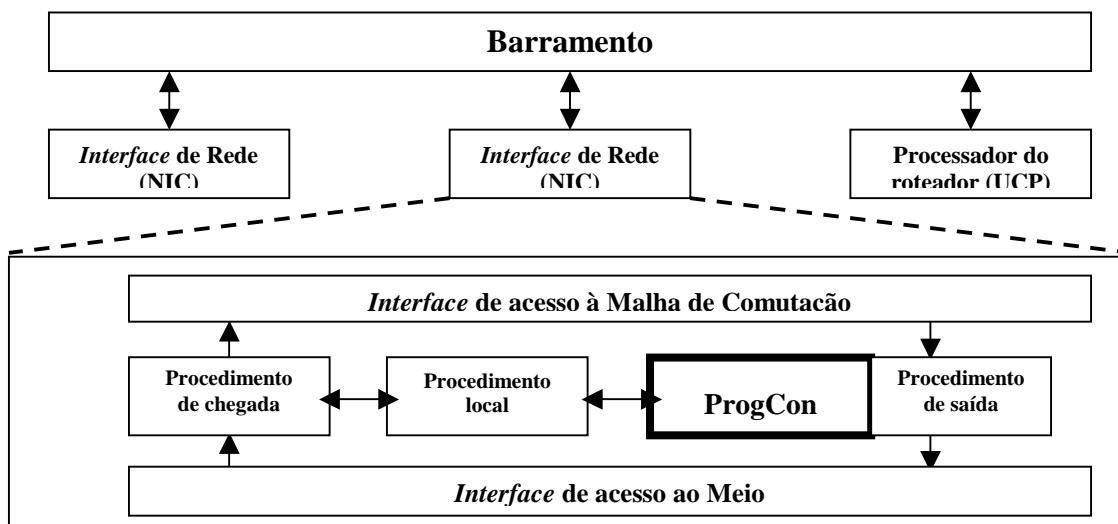 Barramento
Interface de Rede
(NIC)
Interface de Rede
(NIC)
Processador do
roteador (UCP)
Interface de acesso à Malha de Comutacão
Procedimento
de chegada
Procedimento
local
ProgCon
Procedimento
de saída
Interface de acesso ao Meio